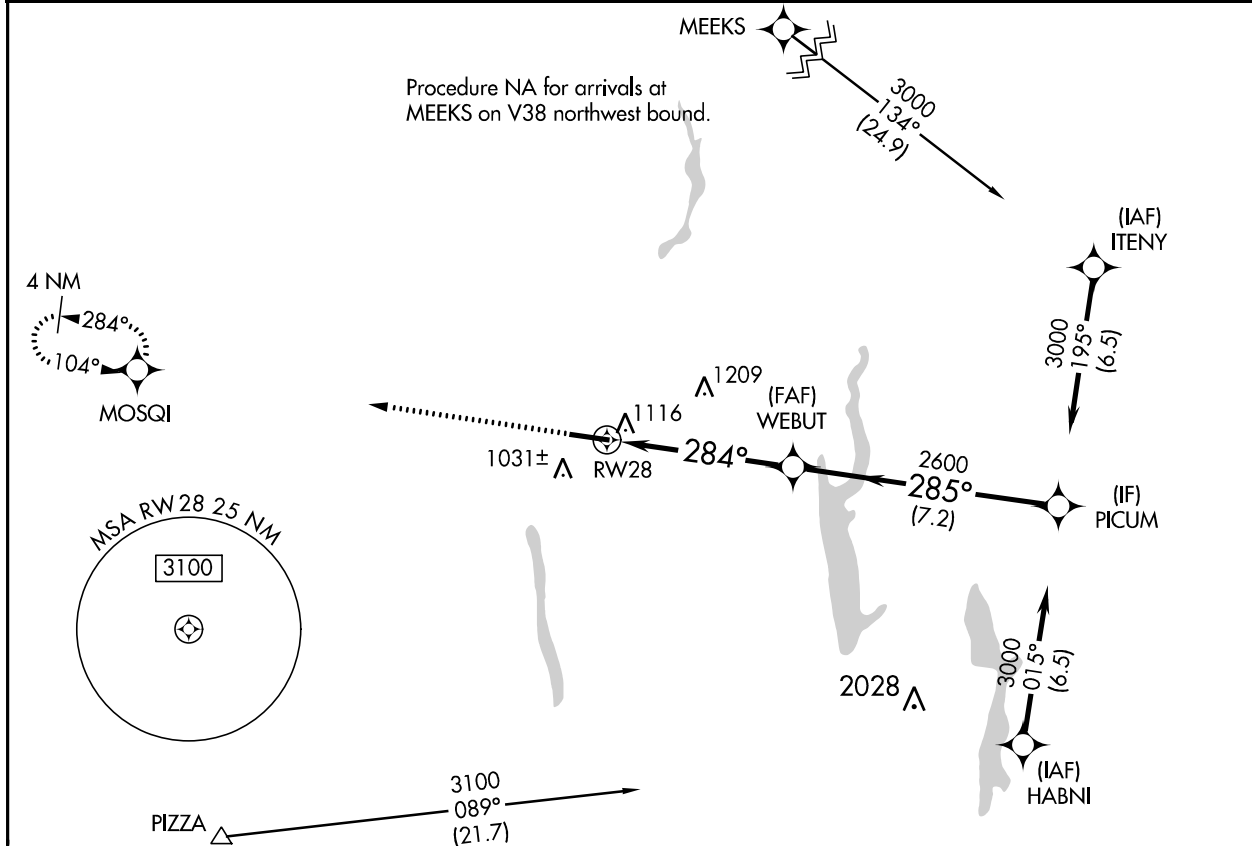 MEEKS
Procedure NA for arrivals at
MEEKS on V38 northwest bound.
3000
134°
(24.9)
(IAF)
ITENY
4 NM
284°
104°
MOSQI
3000
195°
(6.5)
1209
(FAF)
WEBUT
1116
1031±
RW28
284°
2600
285°
(7.2)
(IF)
PICUM
MSA RW 28 25 NM
3100
3000
015°
(6.5)
2028
(IAF)
HABNI
3100
089°
(21.7)
PIZZA